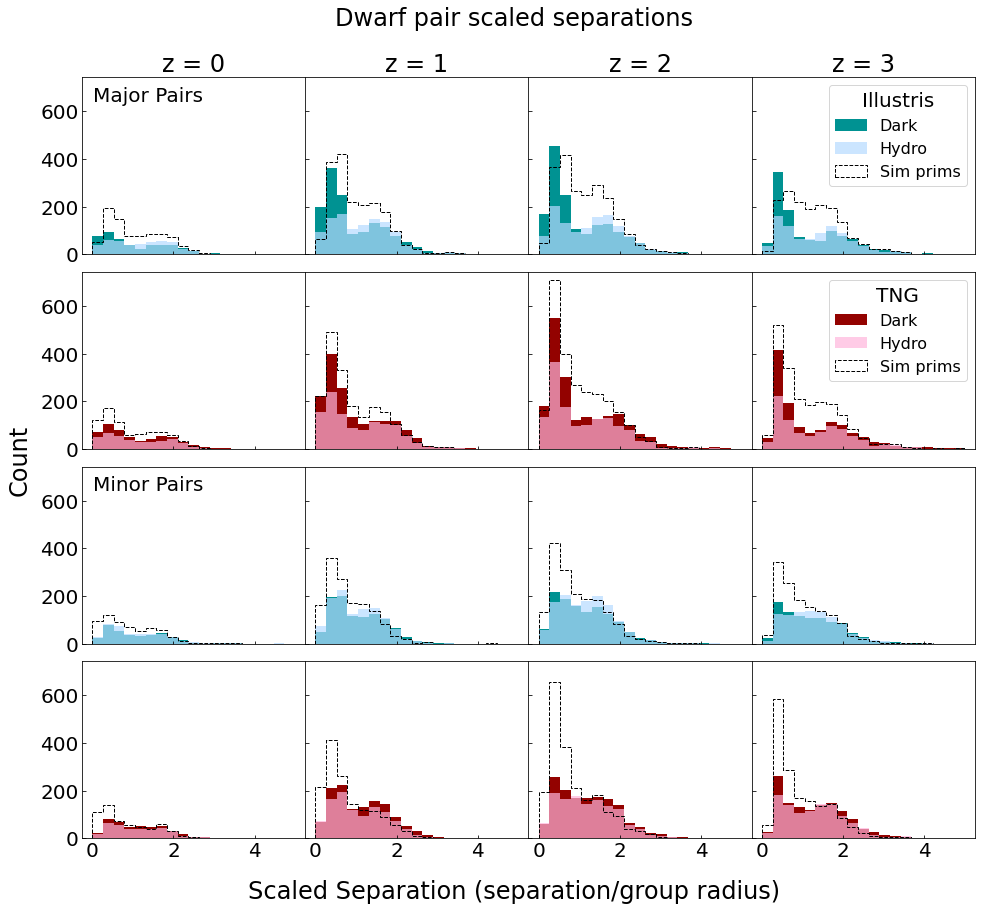 Dwarf pair scaled separations
z = 0
z = 1
z = 2
z = 3
Major Pairs
Illustris
Dark
Hydro
Sim prims
600
400
200
0
TNG
Dark
Hydro
Sim prims
600
400
200
0
Count
Minor Pairs
600
400
200
0
600
400
200
0
0 2 4 0 2 4 0 2 4 0 2 4
Scaled Separation (separation/group radius)